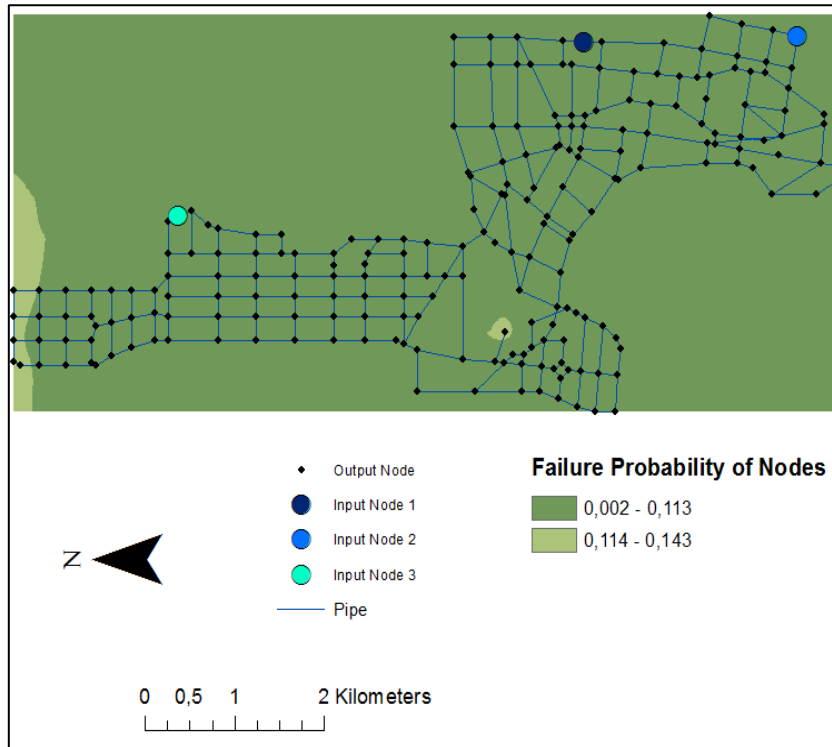 Output Node
Input Node 1
Input Node 2
Input Node 3
Pipe
Failure Probability of Nodes
0,002 - 0,113
0,114 - 0,143
N
0 0,5 1 2 Kilometers